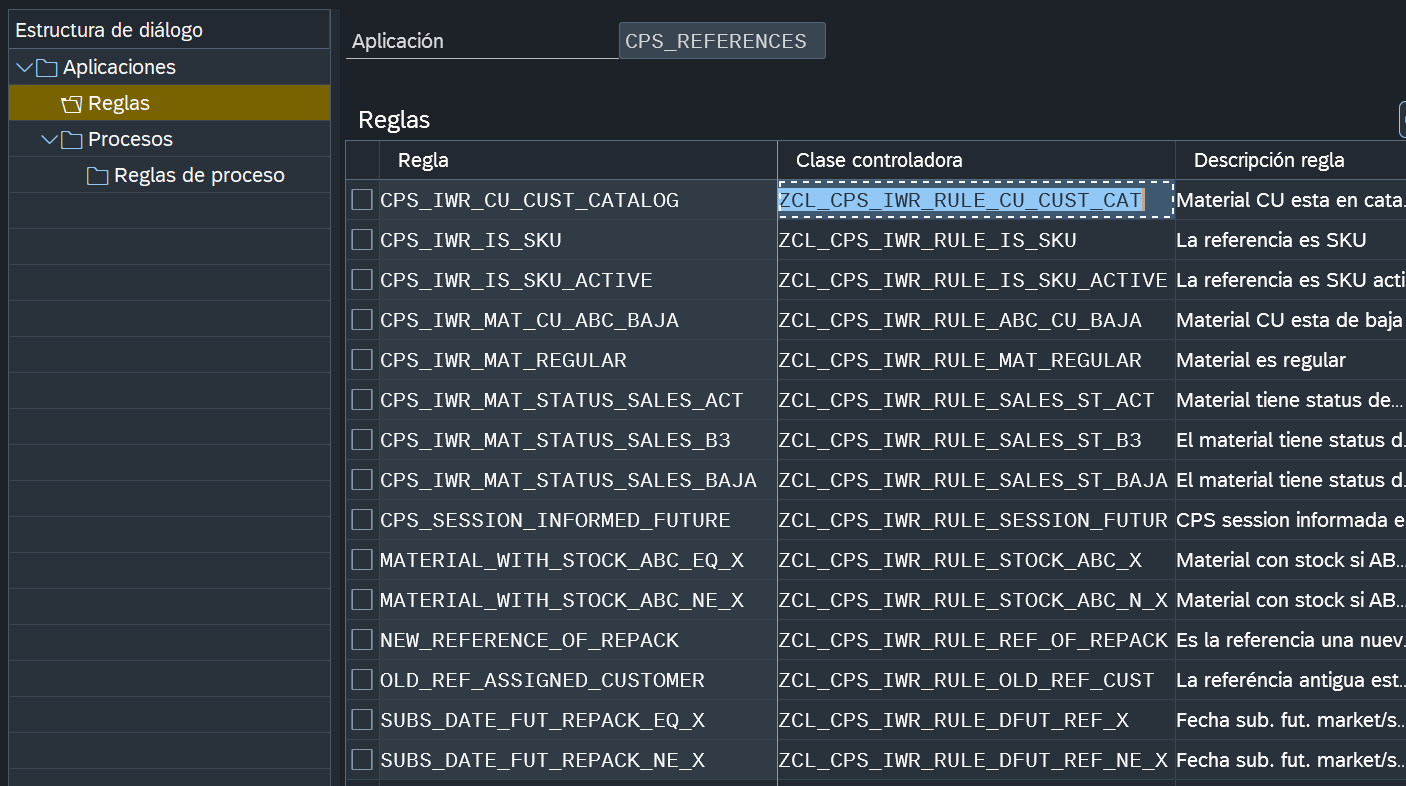 Estructura de diálogo
Aplicaciones
Reglas
Procesos
Reglas de proceso
Aplicación CPS_REFERENCES
Reglas
Regla Clase controladora Descripción regla
CPS_IWR_CU_CUST_CATALOG ZCL_CPS_IWR_RULE_CU_CUST_CAT Material CU esta en cata..
CPS_IWR_IS_SKU ZCL_CPS_IWR_RULE_IS_SKU La referencia es SKU
CPS_IWR_IS_SKU_ACTIVE ZCL_CPS_IWR_RULE_IS_SKU_ACTIVE La referencia es SKU acti
CPS_IWR_MAT_CU_ABC_BAJA ZCL_CPS_IWR_RULE_ABC_CU_BAJA Material CU esta de baja
CPS_IWR_MAT_REGULAR ZCL_CPS_IWR_RULE_MAT_REGULAR Material es regular
CPS_IWR_MAT_STATUS_SALES_ACT ZCL_CPS_IWR_RULE_SALES_ST_ACT Material tiene status de...
CPS_IWR_MAT_STATUS_SALES_B3 ZCL_CPS_IWR_RULE_SALES_ST_B3 El material tiene status d..
CPS_IWR_MAT_STATUS_SALES_BAJA ZCL_CPS_IWR_RULE_SALES_ST_BAJA El material tiene status d..
CPS_SESSION_INFORMED_FUTURE ZCL_CPS_IWR_RULE_SESSION_FUTUR CPS session informada e
MATERIAL_WITH_STOCK_ABC_EQ_X ZCL_CPS_IWR_RULE_STOCK_ABC_X Material con stock si AB..
MATERIAL_WITH_STOCK_ABC_NE_X ZCL_CPS_IWR_RULE_STOCK_ABC_N_X Material con stock si AB..
NEW_REFERENCE_OF_REPACK ZCL_CPS_IWR_RULE_REF_OF_REPACK Es la referencia una nuev.
OLD_REF_ASSIGNED_CUSTOMER ZCL_CPS_IWR_RULE_OLD_REF_CUST La referéncia antigua est..
SUBS_DATE_FUT_REPACK_EQ_X ZCL_CPS_IWR_RULE_DFUT_REF_X Fecha sub. fut. market/s..
SUBS_DATE_FUT_REPACK_NE_X ZCL_CPS_IWR_RULE_DFUT_REF_NE_X Fecha sub. fut. market/s..